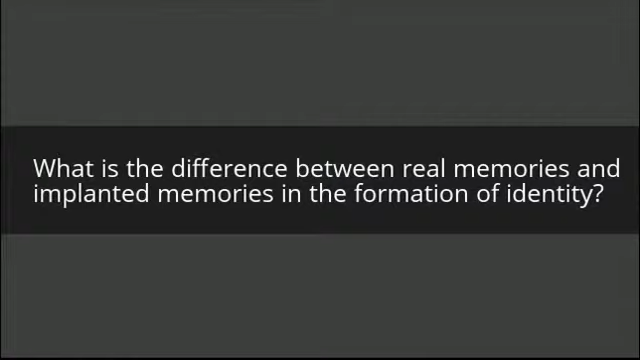 What is the difference between real memories and
implanted memories in the formation of identity?